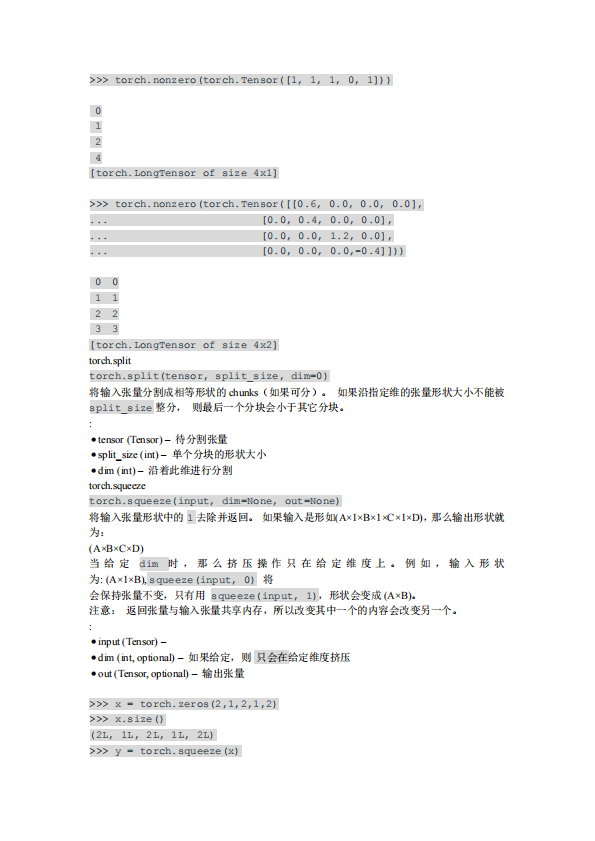 >>> torch.nonzero(torch.Tensor([1, 1, 1, 0, 1]))
0
1
2
4
[torch.LongTensor of size 4x1]
>>> torch.nonzero(torch.Tensor([[0.6, 0.0, 0.0, 0.0],
... [0.0, 0.4, 0.0, 0.0],
... [0.0, 0.0, 1.2, 0.0],
... [0.0, 0.0, 0.0,-0.4]]))
0 0
1 1
2 2
3 3
[torch.LongTensor of size 4x2]
torch.split
torch.split(tensor, split_size, dim=0)
将输入张量分割成相等形状的 chunks（如果可分）。 如果沿指定维的张量形状大小不能被
split_size 整分， 则最后一个分块会小于其它分块。
:
●tensor (Tensor) – 待分割张量
●split_size (int) – 单个分块的形状大小
●dim (int) – 沿着此维进行分割
torch.squeeze
torch.squeeze(input, dim=None, out=None)
将输入张量形状中的 1 去除并返回。 如果输入是形如(A×1×B×1×C×1×D)，那么输出形状就
为：
(A×B×C×D)
当给定 dim 时，那么挤压操作只在给定维度上。例如，输入形状
为: (A×1×B), squeeze(input, 0) 将
会保持张量不变，只有用 squeeze(input, 1)，形状会变成 (A×B)。
注意： 返回张量与输入张量共享内存，所以改变其中一个的内容会改变另一个。
:
●input (Tensor) –
●dim (int, optional) – 如果给定，则 只会在给定维度挤压
●out (Tensor, optional) – 输出张量
>>> x = torch.zeros(2,1,2,1,2)
>>> x.size()
(2L, 1L, 2L, 1L, 2L)
>>> y = torch.squeeze(x)